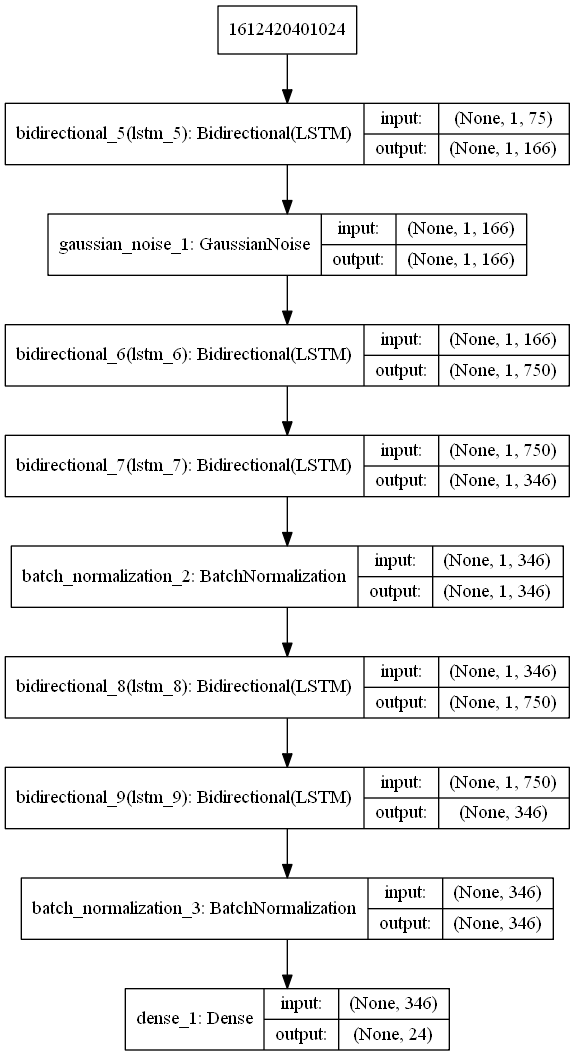 1612420401024
bidirectional_5(lstm_5): Bidirectional(LSTM)
input: (None, 1, 75)
output: (None, 1, 166)
gaussian_noise_1: GaussianNoise
input: (None, 1, 166)
output: (None, 1, 166)
bidirectional_6(lstm_6): Bidirectional(LSTM)
input: (None, 1, 166)
output: (None, 1, 750)
bidirectional_7(lstm_7): Bidirectional(LSTM)
input: (None, 1, 750)
output: (None, 1, 346)
batch_normalization_2: BatchNormalization
input: (None, 1, 346)
output: (None, 1, 346)
bidirectional_8(lstm_8): Bidirectional(LSTM)
input: (None, 1, 346)
output: (None, 1, 750)
bidirectional_9(lstm_9): Bidirectional(LSTM)
input: (None, 1, 750)
output: (None, 346)
batch_normalization_3: BatchNormalization
input: (None, 346)
output: (None, 346)
dense_1: Dense
input: (None, 346)
output: (None, 24)